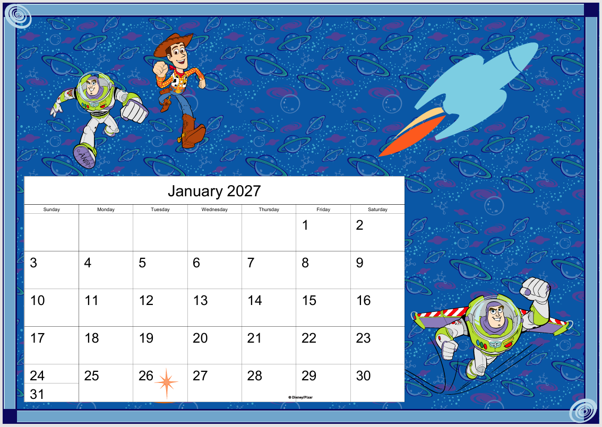 January 2027
Sunday Monday Tuesday Wednesday Thursday Friday Saturday
1 2
3 4 5 6 7 8 9
10 11 12 13 14 15 16
17 18 19 20 21 22 23
24 25 26 27 28 29 30
31
© Disney/Pixar